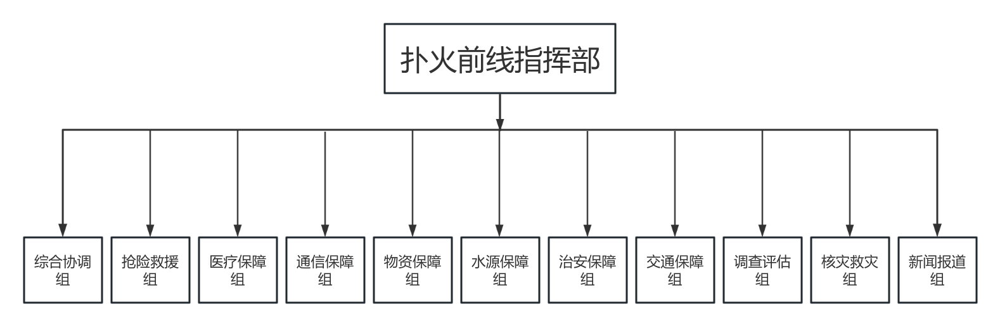 扑火前线指挥部
综合协调
组
抢险救援
组
医疗保障
组
通信保障
组
物资保障
组
水源保障
组
治安保障
组
交通保障
组
调查评估
组
核灾救灾
组
新闻报道
组